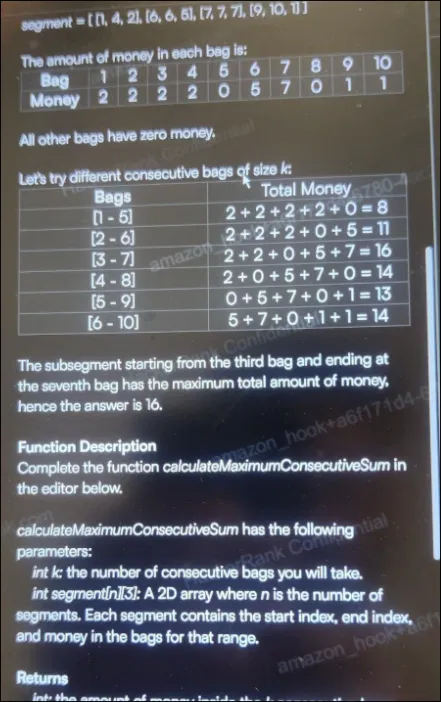 segment = [ [1, 4, 2], [6, 6, 5], [7, 7, 7], [9, 10, 1] ]
The amount of money in each bag is:
Bag 1 2 3 4 5 6 7 8 9 10
Money 2 2 2 2 0 5 7 0 1 1
All other bags have zero money.
Let's try different consecutive bags of size k:
Bags Total Money
[1 - 5] 2 + 2 + 2 + 2 + 0 = 8
[2 - 6] 2 + 2 + 2 + 0 + 5 = 11
[3 - 7] 2 + 2 + 0 + 5 + 7 = 16
[4 - 8] 2 + 0 + 5 + 7 + 0 = 14
[5 - 9] 0 + 5 + 7 + 0 + 1 = 13
[6 - 10] 5 + 7 + 0 + 1 + 1 = 14
The subsegment starting from the third bag and ending at
the seventh bag has the maximum total amount of money,
hence the answer is 16.
Function Description
Complete the function calculateMaximumConsecutiveSum in
the editor below.
calculateMaximumConsecutiveSum has the following
parameters:
int k: the number of consecutive bags you will take.
int segment[n][3]: A 2D array where n is the number of
segments. Each segment contains the start index, end index,
and money in the bags for that range.
Returns
int: the amount of money inside the k consecutive